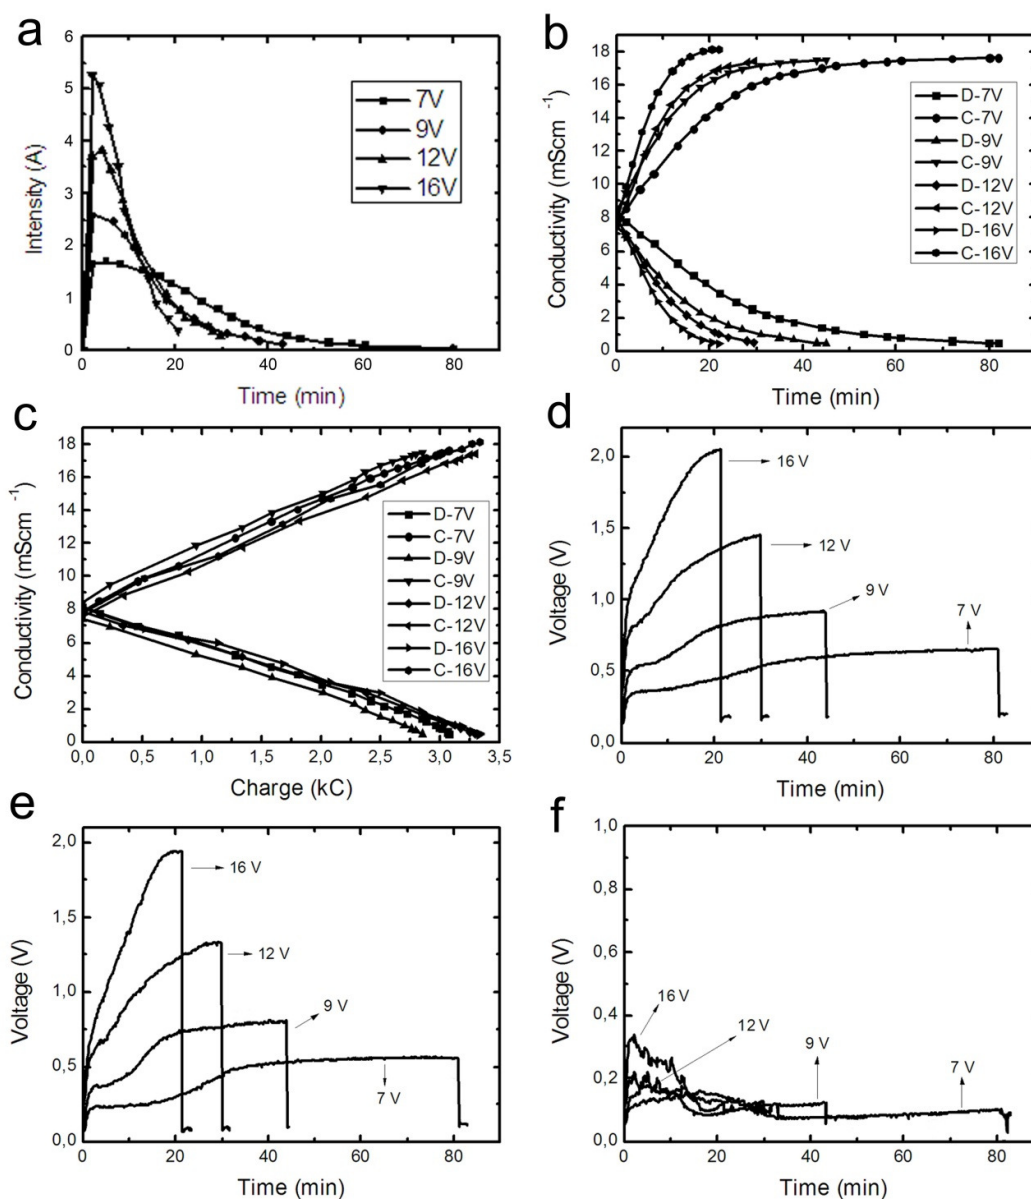 a
6
5
4
3
2
1
0
Intensity (A)
0 20 40 60 80
Time (min)
7V
9V
12V
16V
b
18
16
14
12
10
8
6
4
2
0
Conductivity (mScm⁻¹)
0 20 40 60 80
Time (min)
D-7V
C-7V
D-9V
C-9V
D-12V
C-12V
D-16V
C-16V
c
18
16
14
12
10
8
6
4
2
0
Conductivity (mScm⁻¹)
0,0 0,5 1,0 1,5 2,0 2,5 3,0 3,5
Charge (kC)
D-7V
C-7V
D-9V
C-9V
D-12V
C-12V
D-16V
C-16V
d
2,0
1,5
1,0
0,5
0,0
Voltage (V)
0 20 40 60 80
Time (min)
16 V
12 V
9 V
7 V
e
2,0
1,5
1,0
0,5
0,0
Voltage (V)
0 20 40 60 80
Time (min)
16 V
12 V
9 V
7 V
f
1,0
0,8
0,6
0,4
0,2
0,0
Voltage (V)
0 20 40 60 80
Time (min)
16 V
12 V
9 V
7 V